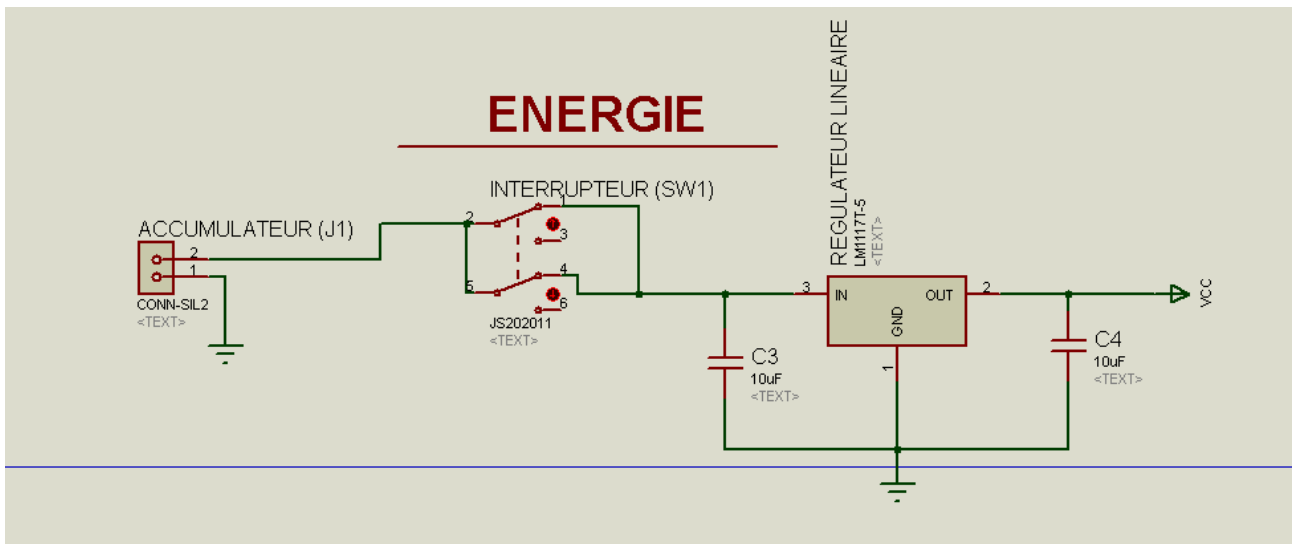 ENERGIE
REGULATEUR LINEAIRE
LM1117T-5
<TEXT>
INTERRUPTEUR (SW1)
1
2
3
4
5
6
JS202011
<TEXT>
ACCUMULATEUR (J1)
2
1
CONN-SIL2
<TEXT>
3
IN
OUT
2
GND
1
VCC
C3
10uF
<TEXT>
C4
10uF
<TEXT>